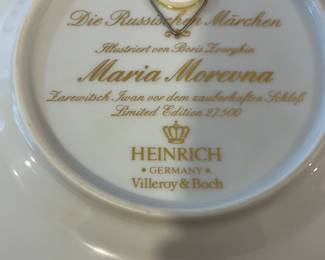 Die Russischen Märchen
Illustriert von Boris Zvorykin
Maria Morevna
Zarewitsch Iwan vor dem zauberhaften Schloß
Limited Edition 27,500
HEINRICH
• GERMANY •
Villeroy & Boch